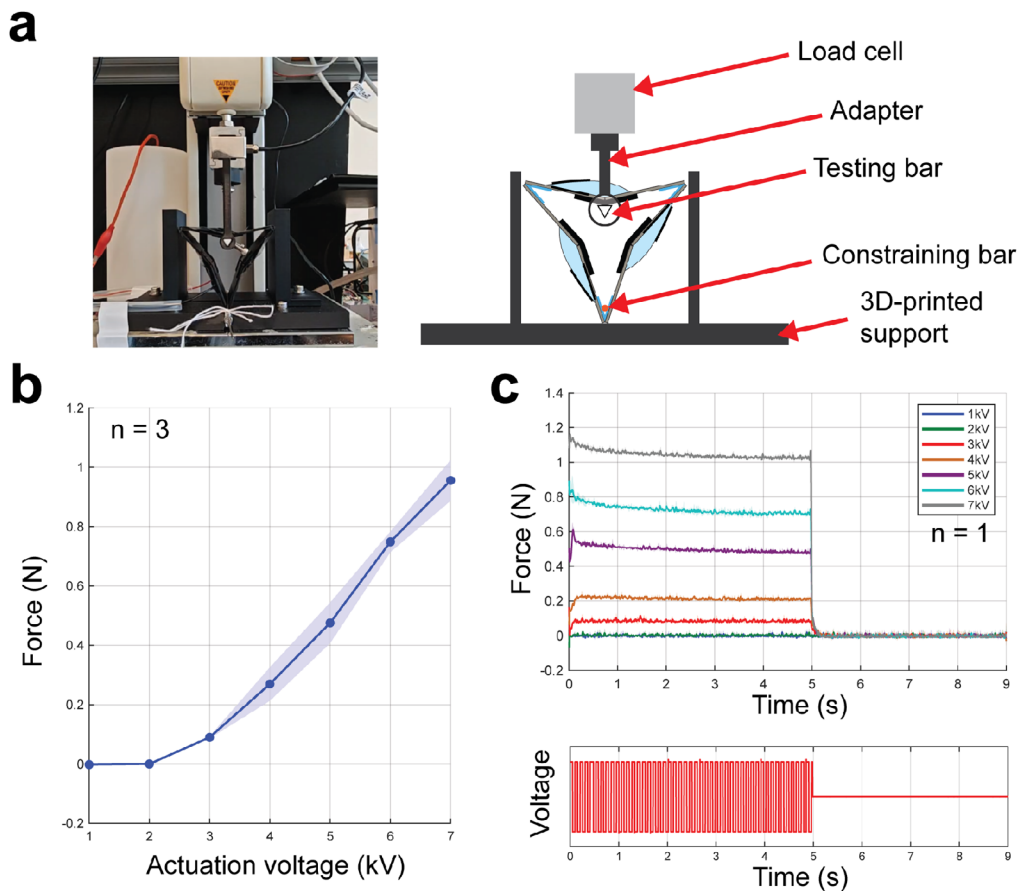 a
CAUTION
Load cell
Adapter
Testing bar
Constraining bar
3D-printed
support
b
n = 3
1.2
1
0.8
0.6
0.4
0.2
0
-0.2
1 2 3 4 5 6 7
Force (N)
Actuation voltage (kV)
c
1.4
1.2
1
0.8
0.6
0.4
0.2
0
-0.2
0 1 2 3 4 5 6 7 8 9
Force (N)
Time (s)
1kV
2kV
3kV
4kV
5kV
6kV
7kV
n = 1
Voltage
0 1 2 3 4 5 6 7 8 9
Time (s)